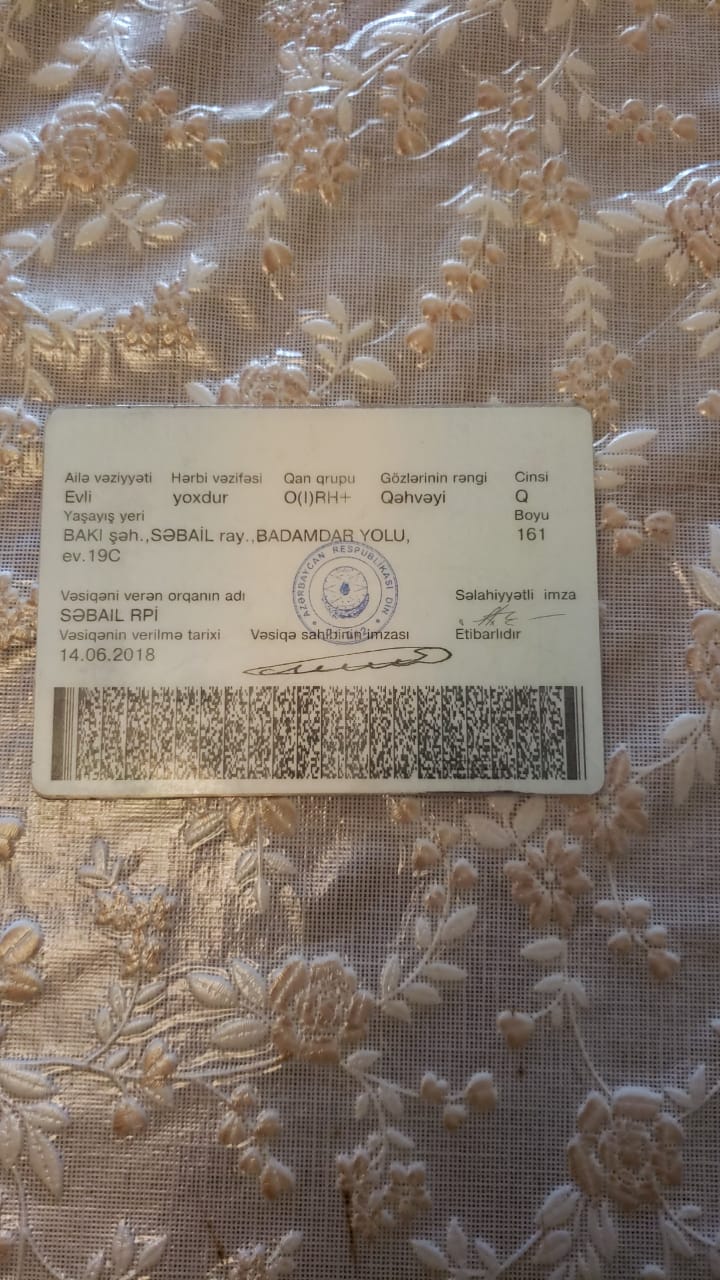 Ailə vəziyyəti Hərbi vəzifəsi Qan qrupu Gözlərinin rəngi Cinsi
Evli yoxdur O(I)RH+ Qəhvəyi Q
Yaşayış yeri Boyu
BAKI şəh.,SƏBAİL ray.,BADAMDAR YOLU, 161
ev.19C
AZƏRBAYCAN RESPUBLİKASI DİN
Vəsiqəni verən orqanın adı Səlahiyyətli imza
SƏBAIL RPİ
Vəsiqənin verilmə tarixi Vəsiqə sahibinin imzası Etibarlıdır
14.06.2018